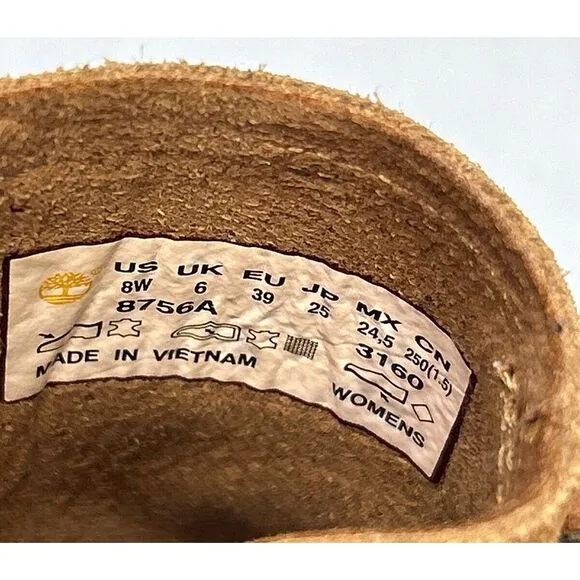 US UK EU JP MX CN
8W 6 39 25 24,5 250(1.5)
8756A 3160
MADE IN VIETNAM WOMENS